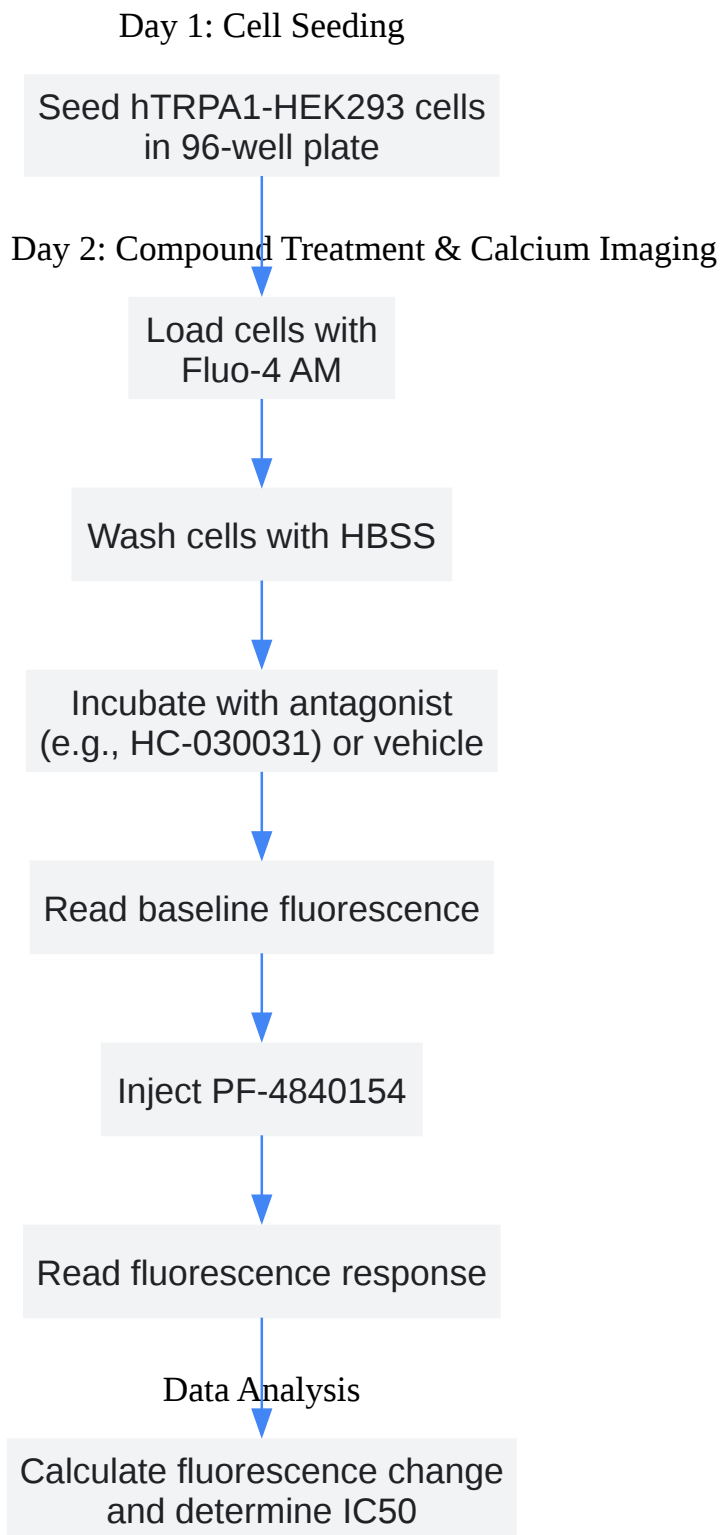 Day 1: Cell Seeding
Seed hTRPA1-HEK293 cells
in 96-well plate
Day 2: Compound Treatment & Calcium Imaging
Load cells with
Fluo-4 AM
Wash cells with HBSS
Incubate with antagonist
(e.g., HC-030031) or vehicle
Read baseline fluorescence
Inject PF-4840154
Read fluorescence response
Data Analysis
Calculate fluorescence change
and determine IC50